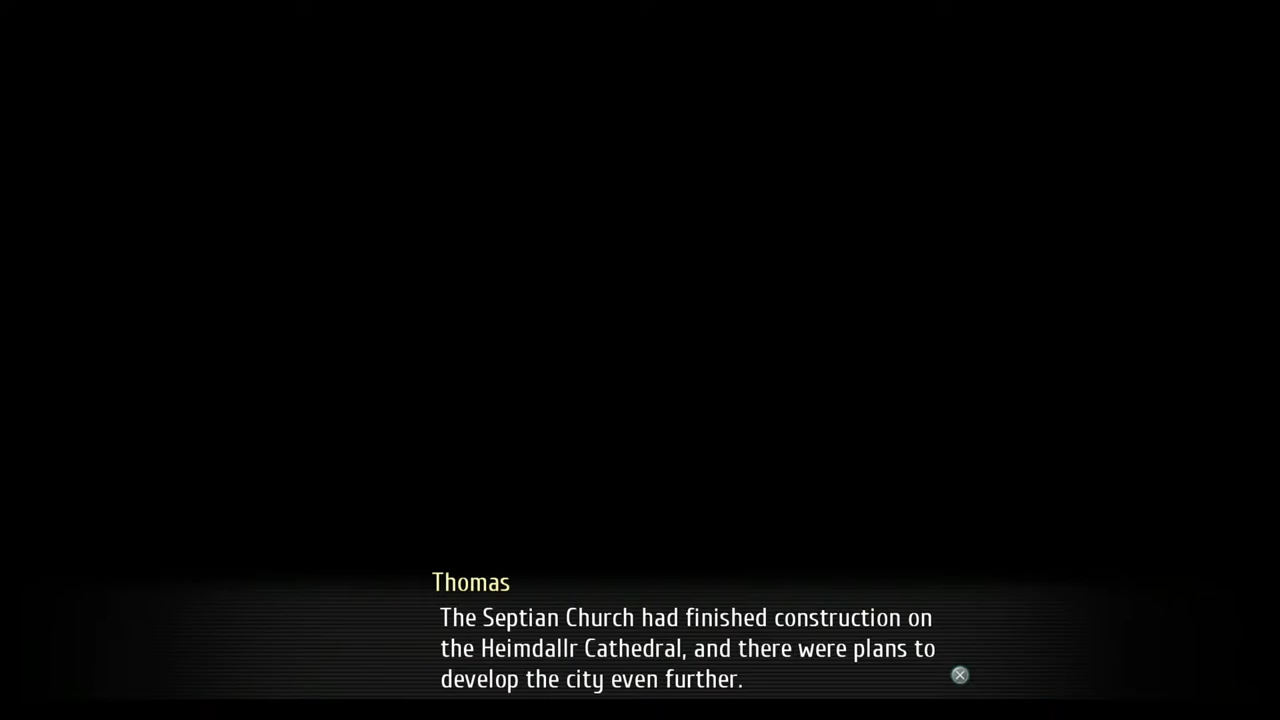 Thomas
The Septian Church had finished construction on
the Heimdallr Cathedral, and there were plans to
develop the city even further.